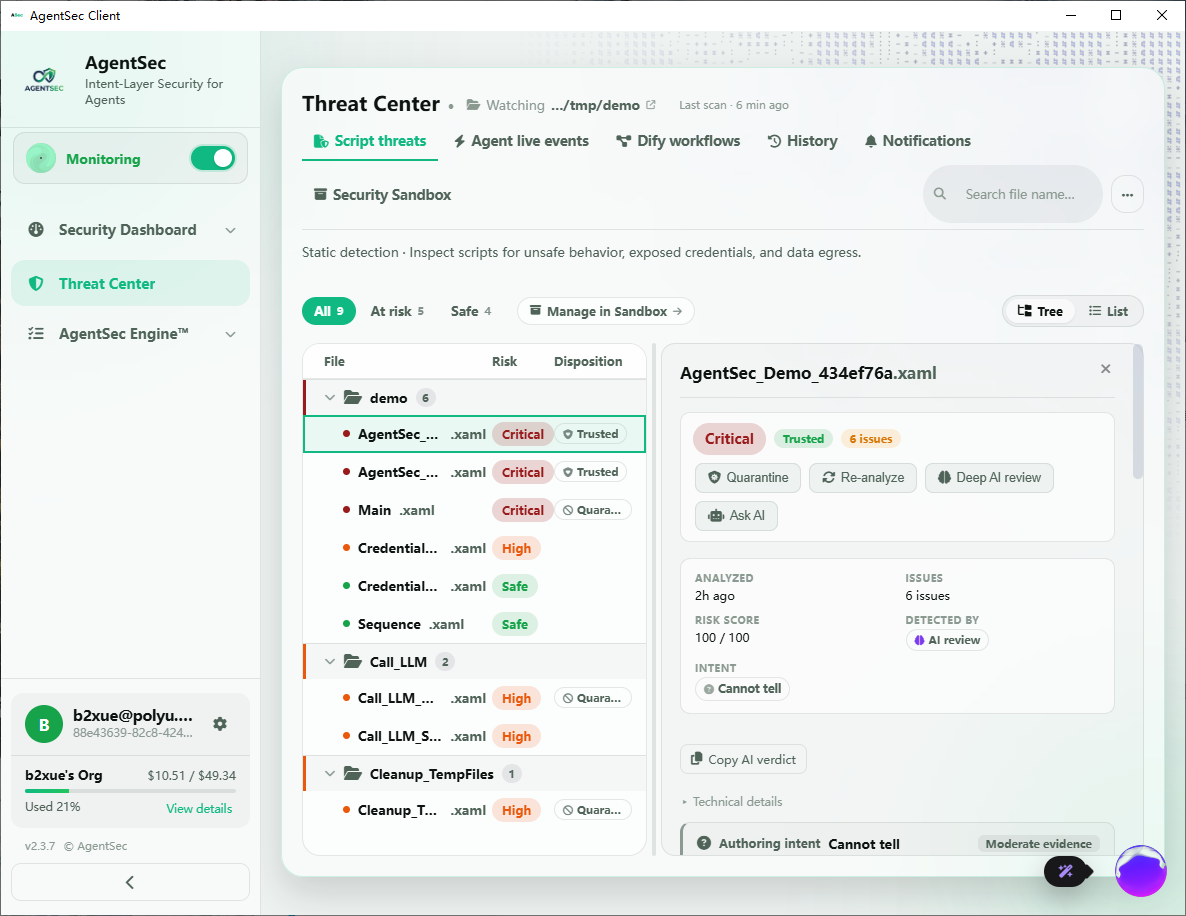 ASec AgentSec Client
AgentSec
Intent-Layer Security for
Agents
AGENTSEC
Monitoring
Security Dashboard
Threat Center
AgentSec Engine™
B
b2xue@polyu....
88e43639-82c8-424...
b2xue's Org $10.51 / $49.34
Used 21% View details
v2.3.7 © AgentSec
Threat Center • Watching .../tmp/demo Last scan · 6 min ago
Script threats Agent live events Dify workflows History Notifications
Security Sandbox Search file name... ...
Static detection · Inspect scripts for unsafe behavior, exposed credentials, and data egress.
All 9 At risk 5 Safe 4 Manage in Sandbox → Tree List
File Risk Disposition
demo 6
AgentSec_... .xaml Critical Trusted
AgentSec_... .xaml Critical Trusted
Main .xaml Critical Quara...
Credential... .xaml High
Credential... .xaml Safe
Sequence .xaml Safe
Call_LLM 2
Call_LLM_... .xaml High Quara...
Call_LLM_S... .xaml High
Cleanup_TempFiles 1
Cleanup_T... .xaml High Quara...
AgentSec_Demo_434ef76a.xaml
Critical Trusted 6 issues
Quarantine Re-analyze Deep AI review
Ask AI
ANALYZED ISSUES
2h ago 6 issues
RISK SCORE DETECTED BY
100 / 100 AI review
INTENT
? Cannot tell
Copy AI verdict
Technical details
? Authoring intent Cannot tell Moderate evidence